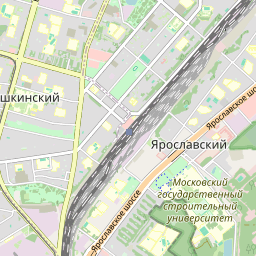 шкинский
Ярославское шоссе
Ярославский
Московский
государственный
строительный
университет
Ярославское шоссе